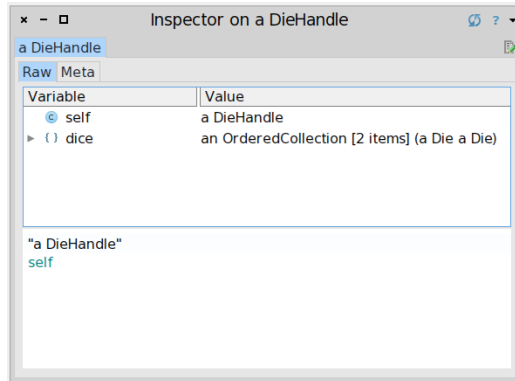 Inspector on a DieHandle
?
a DieHandle
Raw Meta
Variable Value
self a DieHandle
dice an OrderedCollection [2 items] (a Die a Die)
"a DieHandle"
self